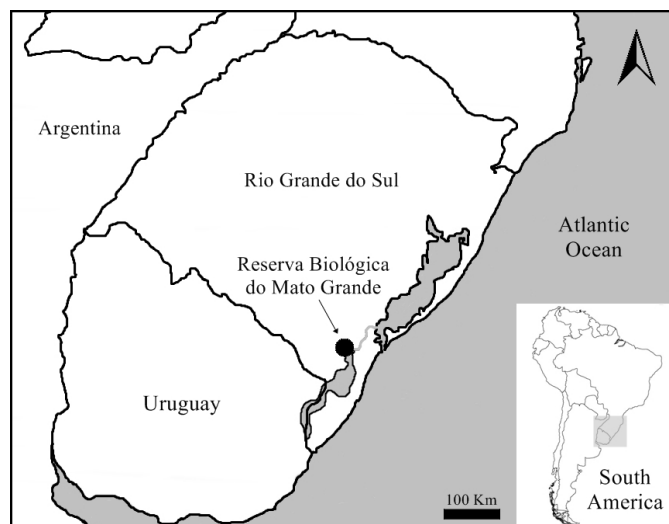 Argentina
Rio Grande do Sul
Atlantic
Ocean
Reserva Biológica
do Mato Grande
Uruguay
South
America
100 Km